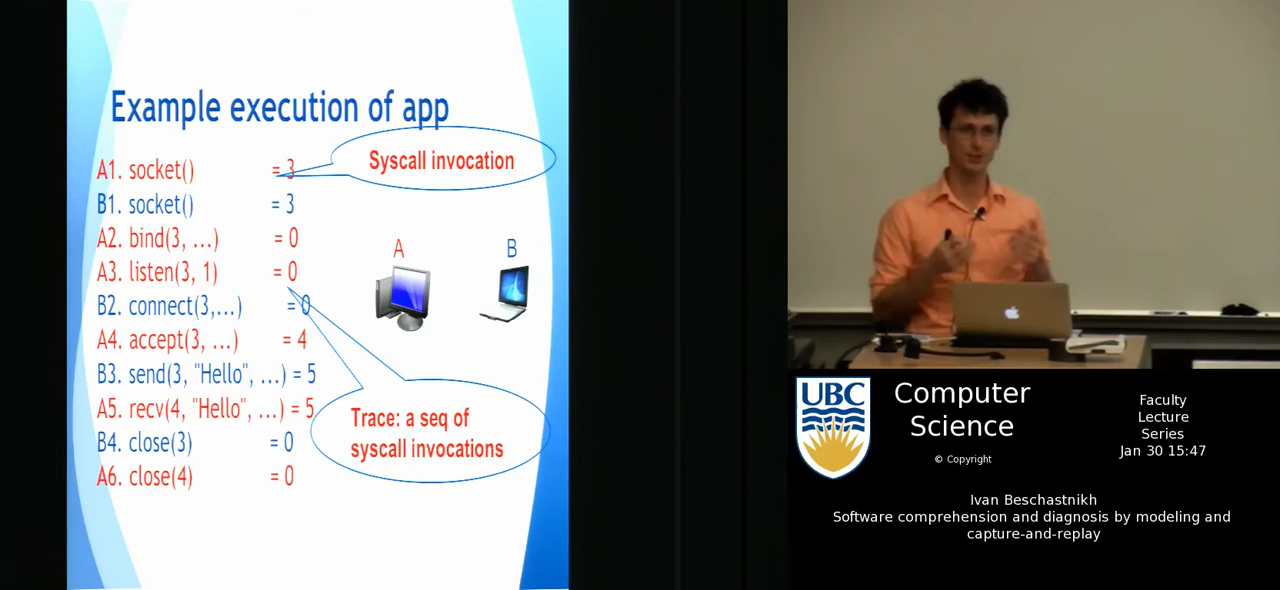 Example execution of app
Syscall invocation
A1. socket() = 3
B1. socket() = 3
A2. bind(3, ...) = 0
A3. listen(3, 1) = 0
B2. connect(3,...) = 0
A4. accept(3, ...) = 4
B3. send(3, "Hello", ...) = 5
A5. recv(4, "Hello", ...) = 5
B4. close(3) = 0
A6. close(4) = 0
A
B
Trace: a seq of
syscall invocations
UBC
Computer
Science
© Copyright
Faculty
Lecture
Series
Jan 30 15:47
Ivan Beschastnikh
Software comprehension and diagnosis by modeling and
capture-and-replay